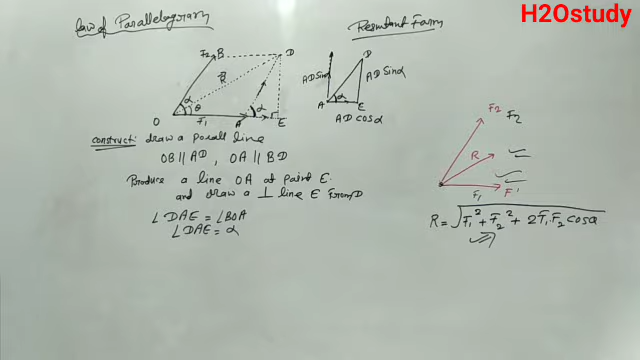 H2Ostudy
Law of Parallelogram
Resultant Form
F₂ B D
R
α θ
O F₁ A α E
AD Sinα
D
AD Sinα
A α E
AD cosα
construct: draw a parall line
OB || AD , OA || BD
Produce a line OA at point E.
and draw a ⊥ line E From D
∠DAE = ∠BOA
∠DAE = α
F₂ F₂
R
F₁ F'
R = √F₁² + F₂² + 2F₁F₂ cosα